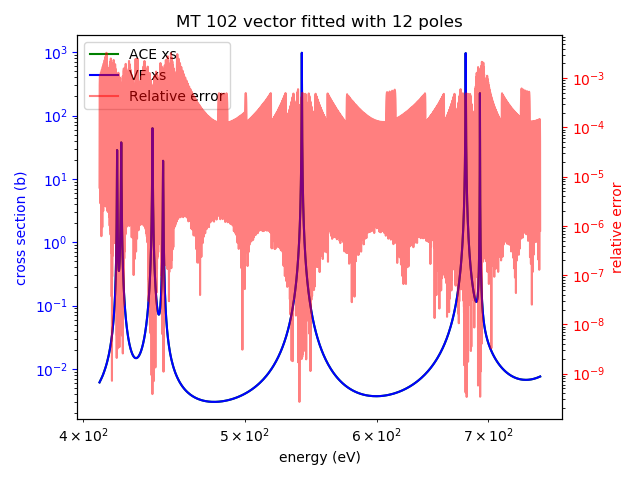 MT 102 vector fitted with 12 poles
ACE xs
VF xs
Relative error
cross section (b)
10³
10²
10¹
10⁰
10⁻¹
10⁻²
10⁻³
10⁻⁴
10⁻⁵
10⁻⁶
10⁻⁷
10⁻⁸
10⁻⁹
relative error
4 × 10² 5 × 10² 6 × 10² 7 × 10²
energy (eV)